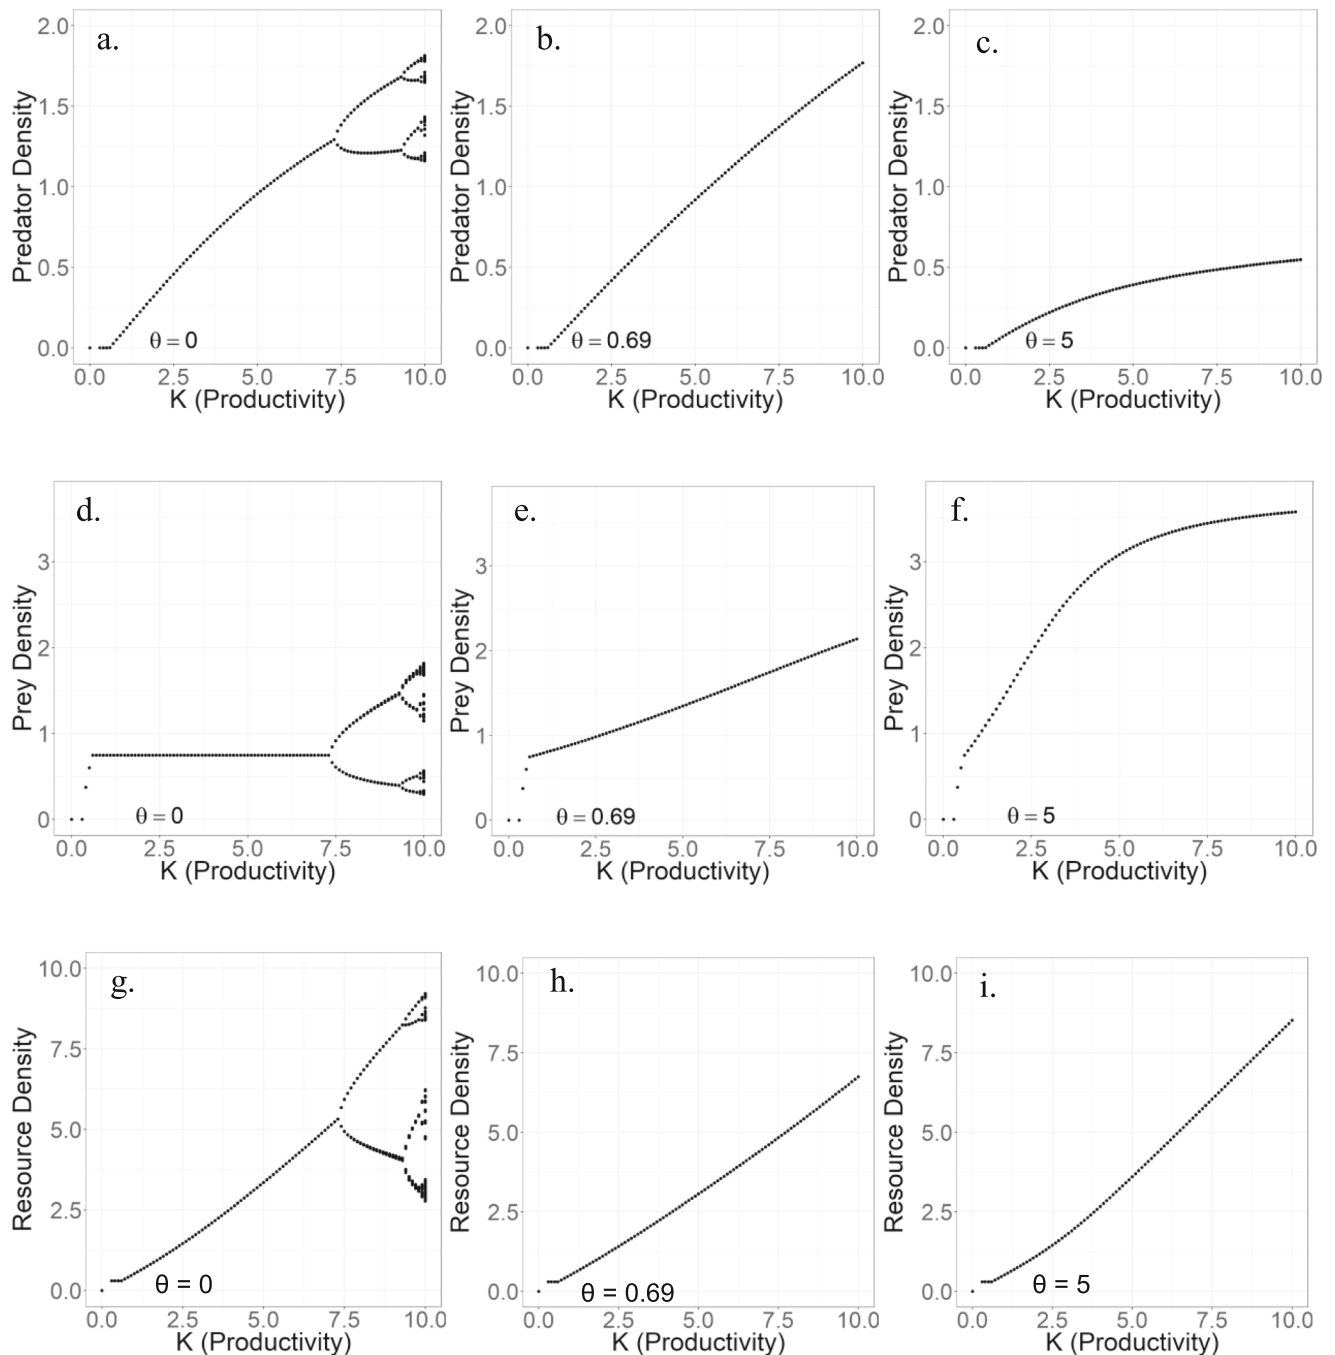 a.
b.
c.
2.0
1.5
1.0
0.5
0.0
Predator Density
θ = 0
0.0 2.5 5.0 7.5 10.0
K (Productivity)
2.0
1.5
1.0
0.5
0.0
Predator Density
θ = 0.69
0.0 2.5 5.0 7.5 10.0
K (Productivity)
2.0
1.5
1.0
0.5
0.0
Predator Density
θ = 5
0.0 2.5 5.0 7.5 10.0
K (Productivity)
d.
e.
f.
3
2
1
0
Prey Density
θ = 0
0.0 2.5 5.0 7.5 10.0
K (Productivity)
3
2
1
0
Prey Density
θ = 0.69
0.0 2.5 5.0 7.5 10.0
K (Productivity)
3
2
1
0
Prey Density
θ = 5
0.0 2.5 5.0 7.5 10.0
K (Productivity)
g.
h.
i.
10.0
7.5
5.0
2.5
0.0
Resource Density
θ = 0
0.0 2.5 5.0 7.5 10.0
K (Productivity)
10.0
7.5
5.0
2.5
0.0
Resource Density
θ = 0.69
0.0 2.5 5.0 7.5 10.0
K (Productivity)
10.0
7.5
5.0
2.5
0.0
Resource Density
θ = 5
0.0 2.5 5.0 7.5 10.0
K (Productivity)